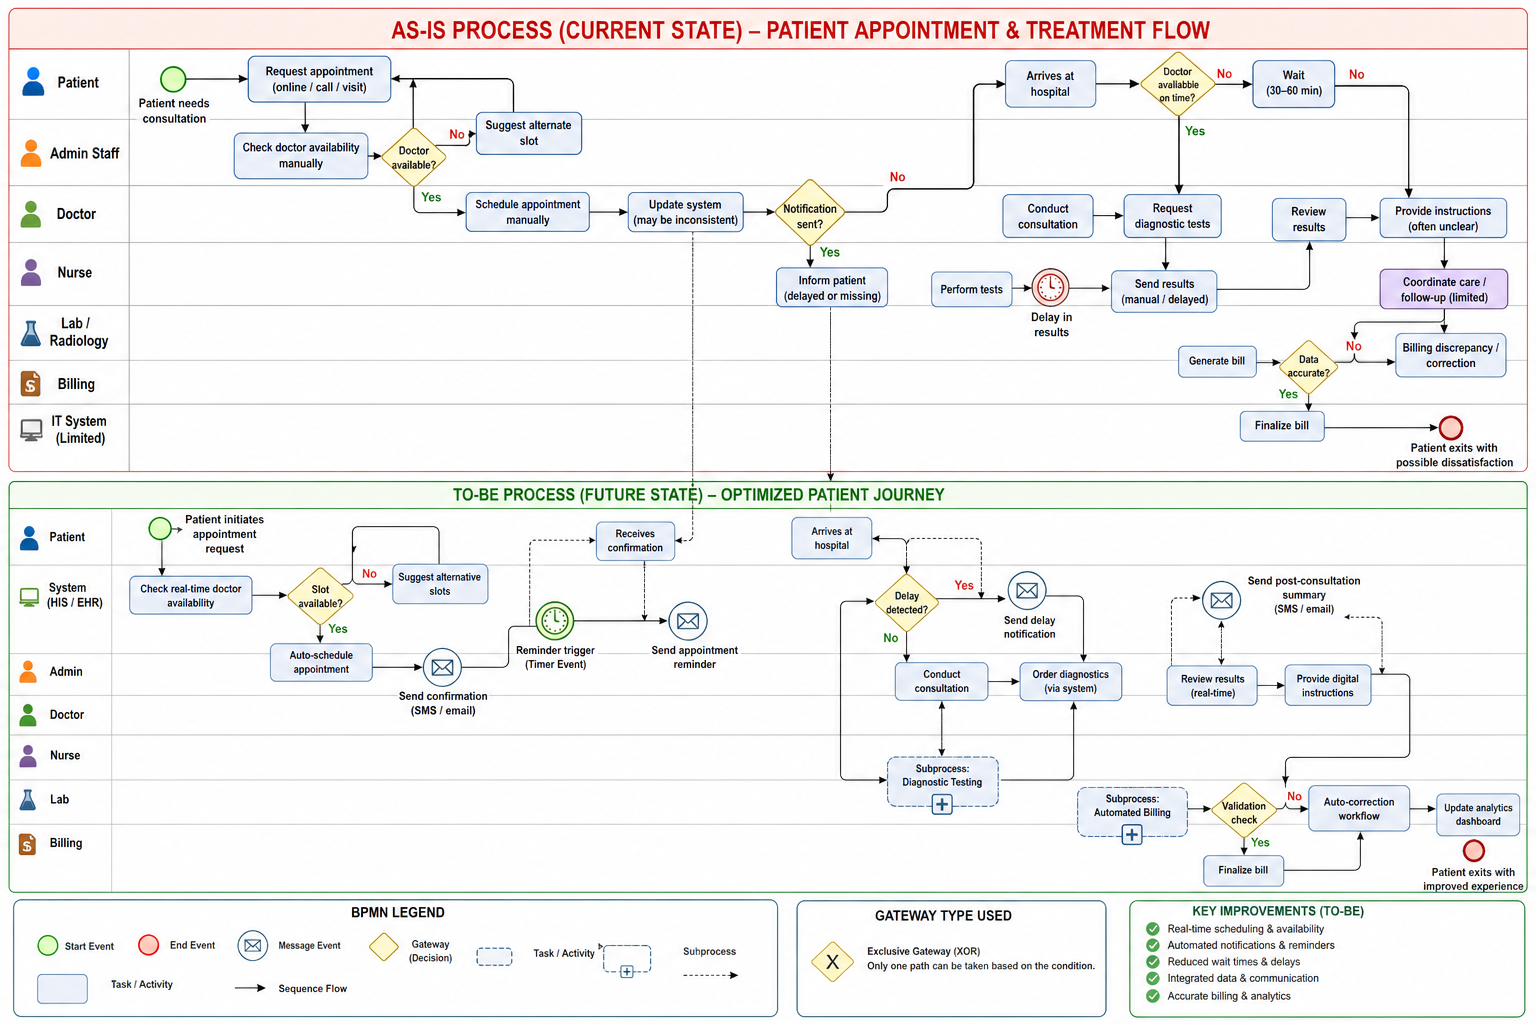 AS-IS PROCESS (CURRENT STATE) – PATIENT APPOINTMENT & TREATMENT FLOW
Patient
Admin Staff
Doctor
Nurse
Lab /
Radiology
Billing
IT System
(Limited)
Patient needs
consultation
Request appointment
(online / call / visit)
Check doctor availability
manually
Doctor
available?
No
Suggest alternate
slot
Yes
Schedule appointment
manually
Update system
(may be inconsistent)
Notification
sent?
No
Yes
Inform patient
(delayed or missing)
Arrives at
hospital
Doctor
availabble
on time?
No
Wait
(30–60 min)
No
Yes
Conduct
consultation
Request
diagnostic tests
Review
results
Provide instructions
(often unclear)
Perform tests
Delay in
results
Send results
(manual / delayed)
Coordinate care /
follow-up (limited)
No
Generate bill
Data
accurate?
Billing discrepancy /
correction
Yes
Finalize bill
Patient exits with
possible dissatisfaction
TO-BE PROCESS (FUTURE STATE) – OPTIMIZED PATIENT JOURNEY
Patient
System
(HIS / EHR)
Admin
Doctor
Nurse
Lab
Billing
Patient initiates
appointment
request
Check real-time doctor
availability
Slot
available?
No
Suggest alternative
slots
Yes
Auto-schedule
appointment
Send confirmation
(SMS / email)
Receives
confirmation
Reminder trigger
(Timer Event)
Send appointment
reminder
Arrives at
hospital
Delay
detected?
Yes
No
Send delay
notification
Conduct
consultation
Order diagnostics
(via system)
Subprocess:
Diagnostic Testing
Send post-consultation
summary
(SMS / email)
Review results
(real-time)
Provide digital
instructions
Subprocess:
Automated Billing
Validation
check
No
Yes
Auto-correction
workflow
Update analytics
dashboard
Finalize bill
Patient exits with
improved experience
BPMN LEGEND
Start Event
End Event
Message Event
Gateway
(Decision)
Task / Activity
Subprocess
Task / Activity
Sequence Flow
GATEWAY TYPE USED
X
Exclusive Gateway (XOR)
Only one path can be taken based on the condition.
KEY IMPROVEMENTS (TO-BE)
Real-time scheduling & availability
Automated notifications & reminders
Reduced wait times & delays
Integrated data & communication
Accurate billing & analytics